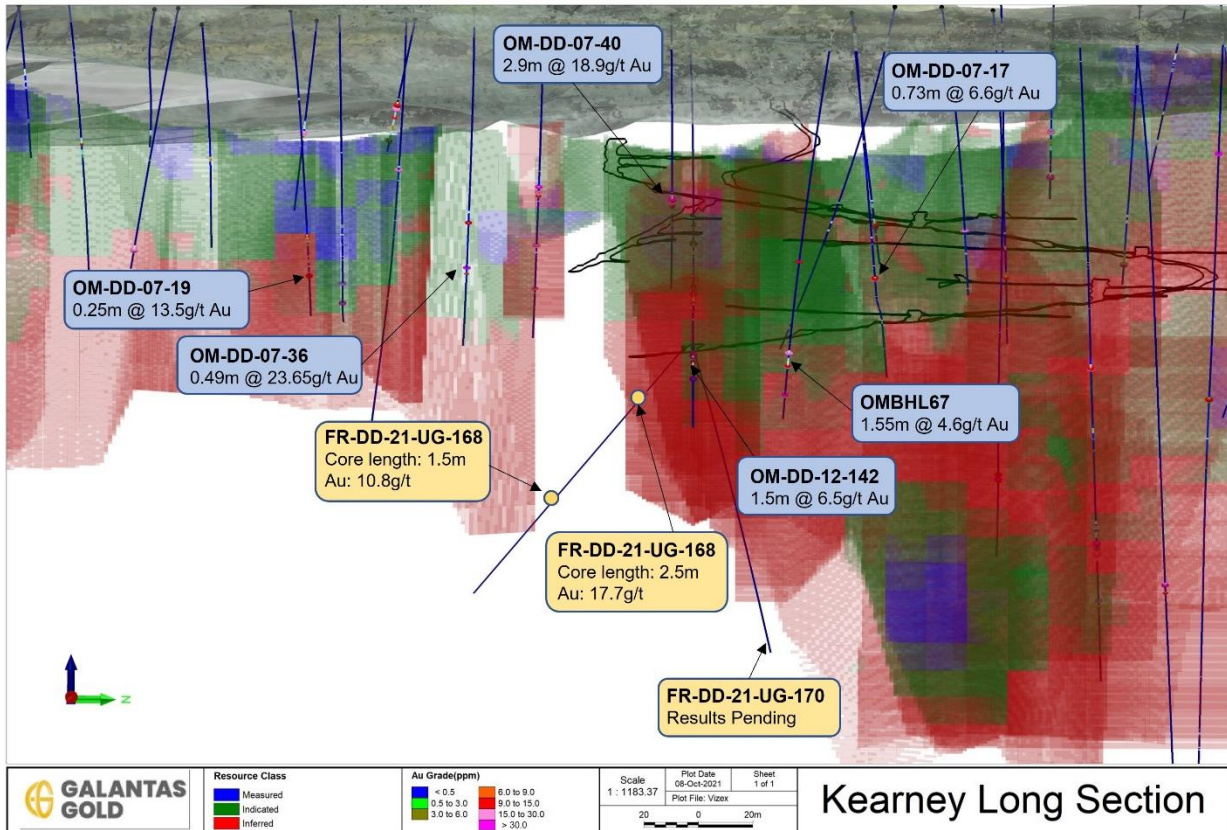 OM-DD-07-40
2.9m @ 18.9g/t Au
OM-DD-07-17
0.73m @ 6.6g/t Au
OM-DD-07-19
0.25m @ 13.5g/t Au
OM-DD-07-36
0.49m @ 23.65g/t Au
OMBHL67
1.55m @ 4.6g/t Au
FR-DD-21-UG-168
Core length: 1.5m
Au: 10.8g/t
OM-DD-12-142
1.5m @ 6.5g/t Au
FR-DD-21-UG-168
Core length: 2.5m
Au: 17.7g/t
FR-DD-21-UG-170
Results Pending
N
GALANTAS
GOLD
Resource Class
Measured
Indicated
Inferred
Au Grade(ppm)
< 0.5
0.5 to 3.0
3.0 to 6.0
6.0 to 9.0
9.0 to 15.0
15.0 to 30.0
> 30.0
Scale
1 : 1183.37
Plot Date
08-Oct-2021
Sheet
1 of 1
Plot File: Vizex
20 0 20m
Kearney Long Section